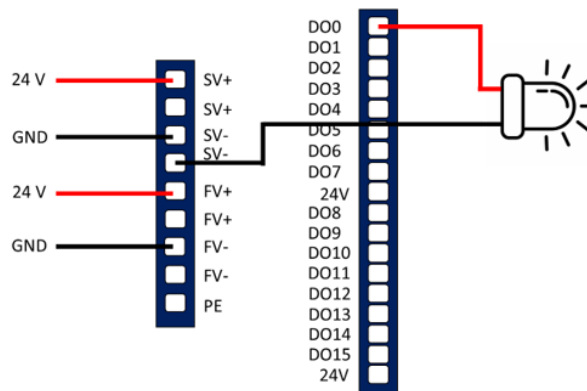 24 V
GND
24 V
GND
SV+
SV+
SV-
SV-
FV+
FV+
FV-
FV-
PE
DO0
DO1
DO2
DO3
DO4
DO5
DO6
DO7
24V
DO8
DO9
DO10
DO11
DO12
DO13
DO14
DO15
24V